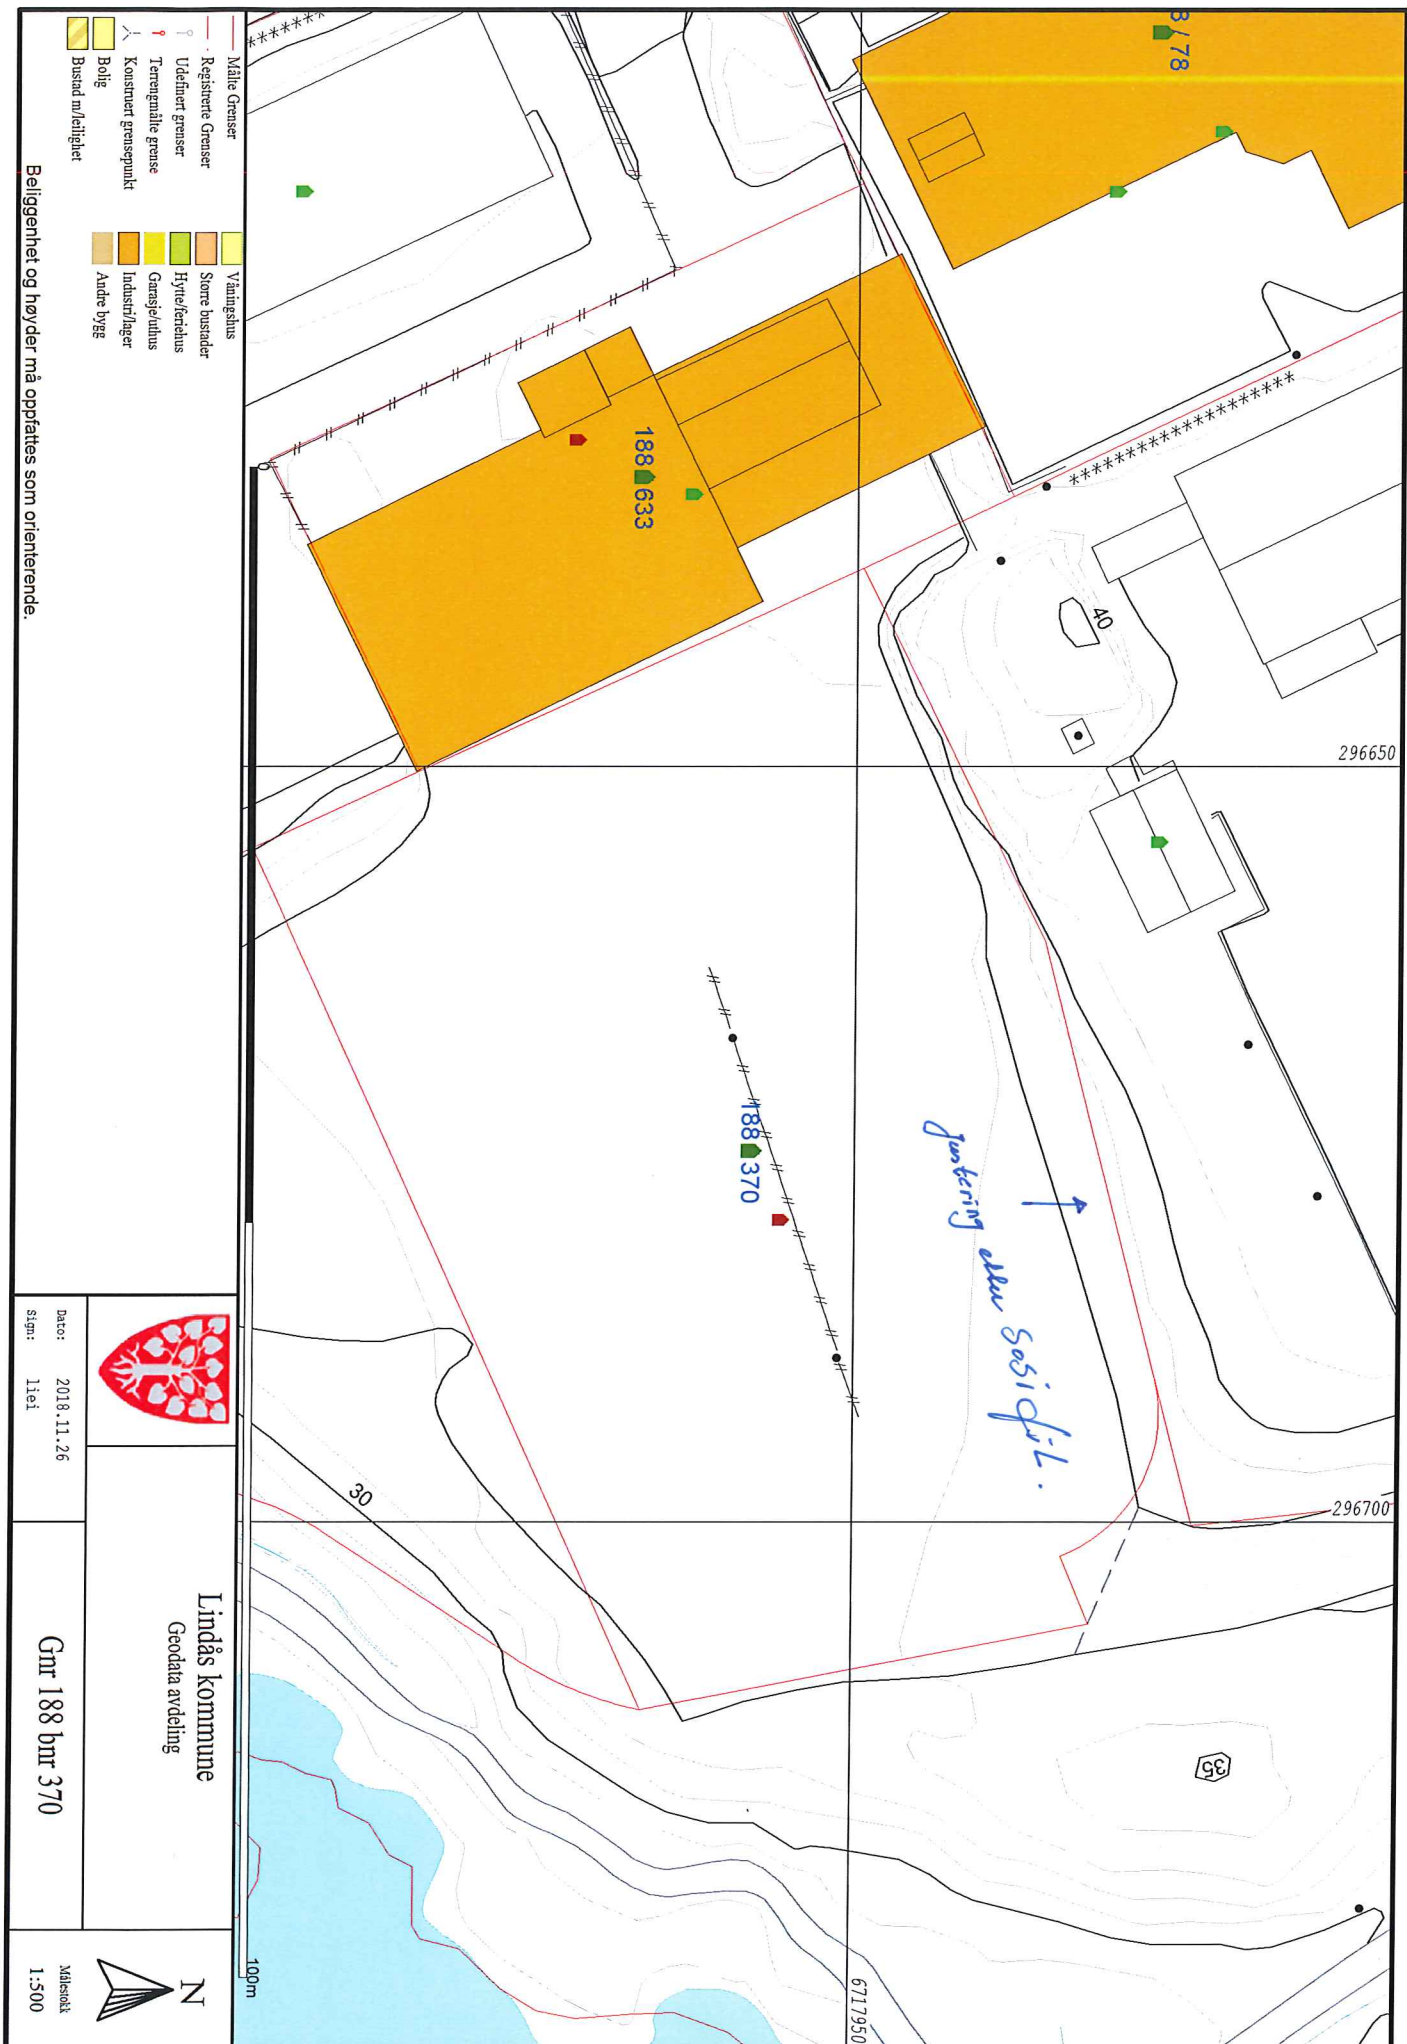 8 / 78
188 633
40
296650
188 370
Justering etter SOSI fil.
296700
30
35
6717950
0
100m
Målte Grenser
Registrerte Grenser
Udefinert grenser
Terrengmålte grense
Konstruert grensepunkt
Bolig
Bustad m/leilighet
Våningshus
Større bustader
Hytte/feriehus
Garasje/uthus
Industri/lager
Andre bygg
Beliggenhet og høyder må oppfattes som orienterende.
Dato: 2018.11.26
Sign: liei
Lindås kommune
Geodata avdeling
Gnr 188 bnr 370
N
Målestokk
1:500